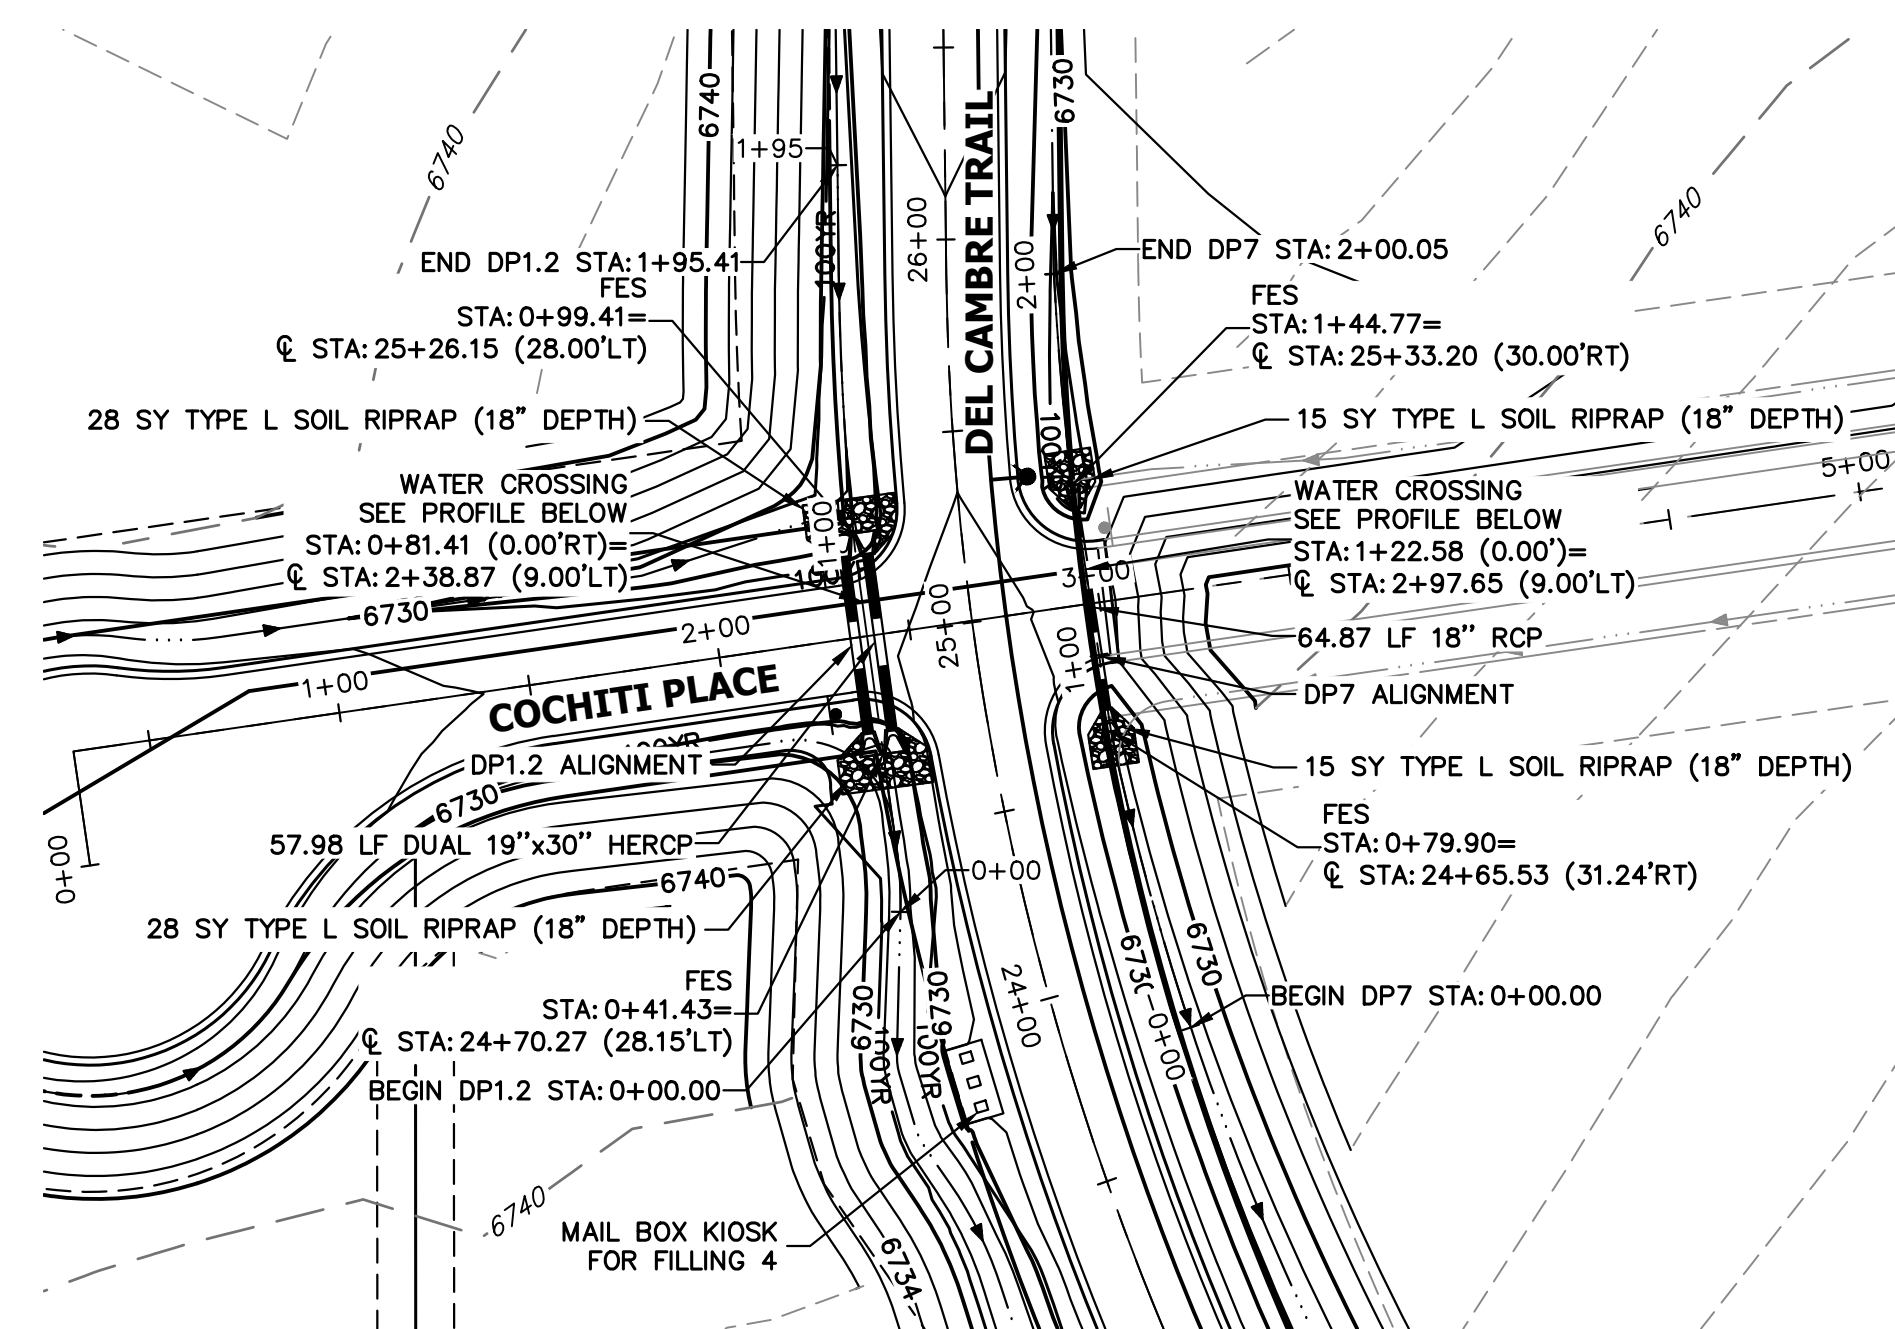 6740
6730
6740
1+95
DEL CAMBRE TRAIL
6740
100YR
26+00
2+00
END DP1.2 STA: 1+95.41
END DP7 STA: 2+00.05
FES
STA: 0+99.41=
℄ STA: 25+26.15 (28.00'LT)
FES
STA: 1+44.77=
℄ STA: 25+33.20 (30.00'RT)
28 SY TYPE L SOIL RIPRAP (18" DEPTH)
15 SY TYPE L SOIL RIPRAP (18" DEPTH)
5+00
WATER CROSSING
SEE PROFILE BELOW
STA: 0+81.41 (0.00'RT)=
℄ STA: 2+38.87 (9.00'LT)
1+00
WATER CROSSING
SEE PROFILE BELOW
STA: 1+22.58 (0.00')=
℄ STA: 2+97.65 (9.00'LT)
3+00
6730
2+00
25+00
1+00
64.87 LF 18" RCP
1+00
COCHITI PLACE
DP7 ALIGNMENT
100YR
DP1.2 ALIGNMENT
6730
15 SY TYPE L SOIL RIPRAP (18" DEPTH)
57.98 LF DUAL 19"x30" HERCP
FES
STA: 0+79.90=
℄ STA: 24+65.53 (31.24'RT)
0+00
0+00
6740
28 SY TYPE L SOIL RIPRAP (18" DEPTH)
FES
STA: 0+41.43=
℄ STA: 24+70.27 (28.15'LT)
6730
6730
24+00
6730
0+00
6730
BEGIN DP7 STA: 0+00.00
BEGIN DP1.2 STA: 0+00.00
100YR
100YR
6740
MAIL BOX KIOSK
FOR FILLING 4
6734